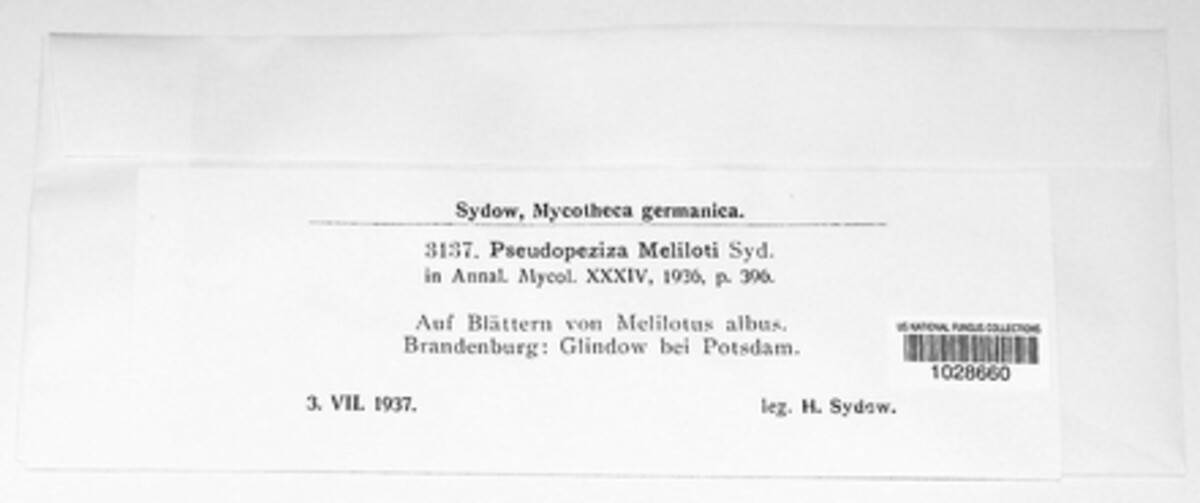 Sydow, Mycotheca germanica.
3137. Pseudopeziza Meliloti Syd.
in Annal. Mycol. XXXIV, 1936, p. 396.
Auf Blättern von Melilotus albus.
Brandenburg: Glindow bei Potsdam.
US NATIONAL FUNGUS COLLECTIONS
1028660
3. VII. 1937.
leg. H. Sydow.